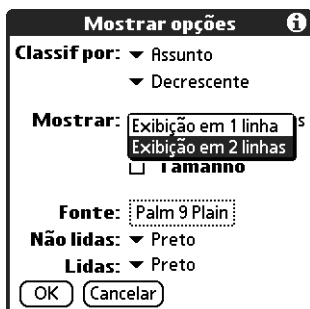 Mostrar opções
Classif por: Assunto
Decrescente
Mostrar: Exibição em 1 linha
Exibição em 2 linhas
Tamanho
Fonte: Palm 9 Plain
Não lidas: Preto
Lidas: Preto
OK Cancelar